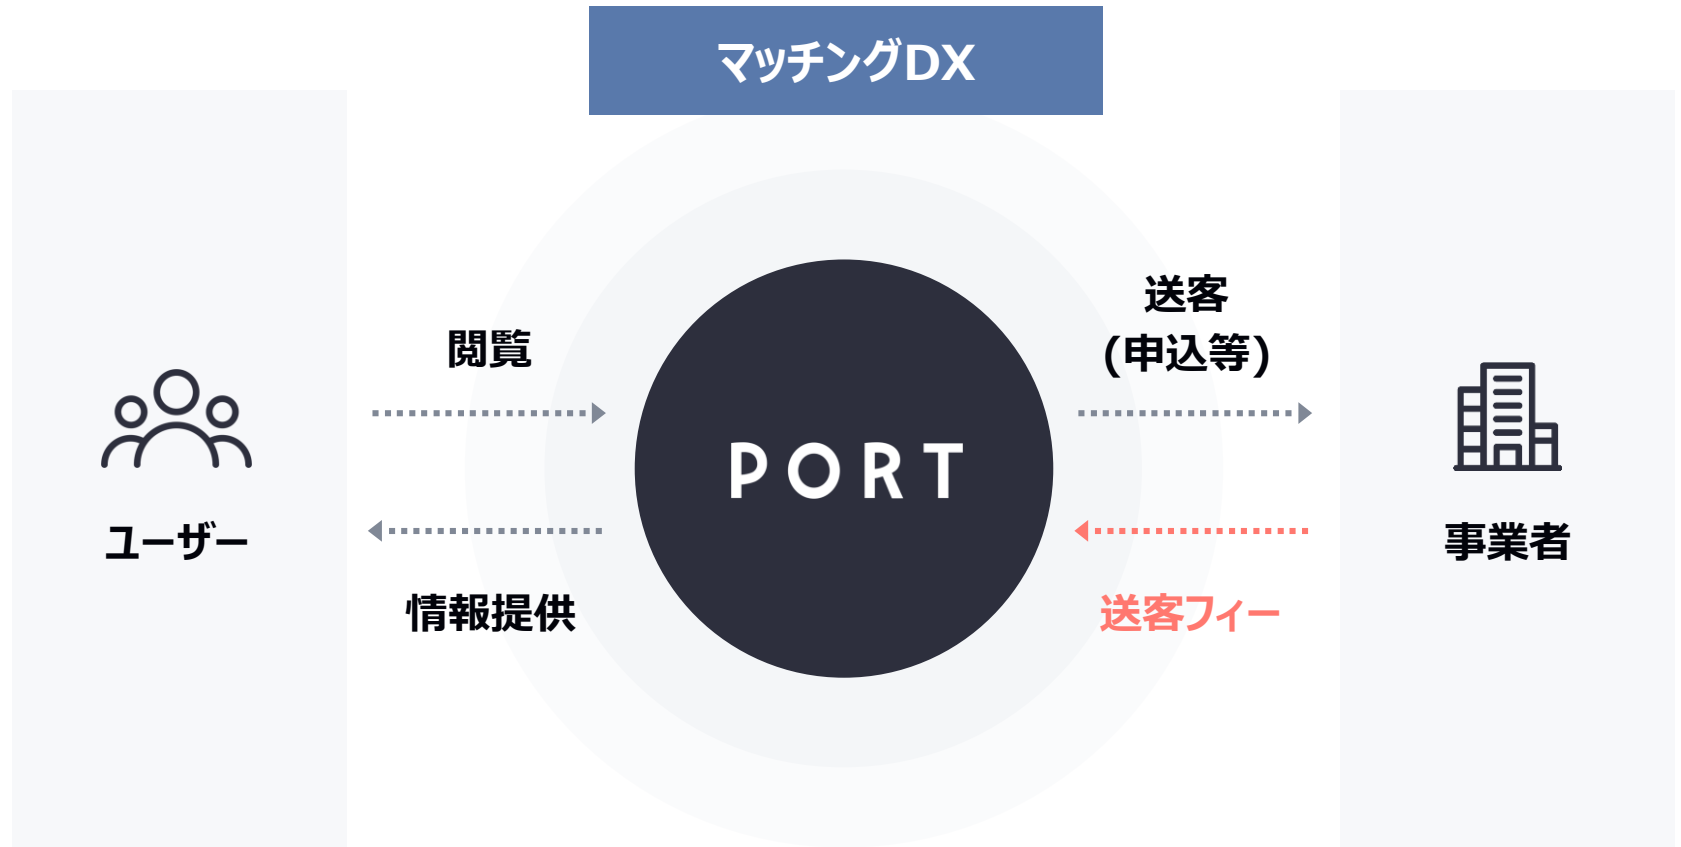 マッチングDX
閲覧
情報提供
ユーザー
PORT
送客
(申込等)
送客フィー
事業者